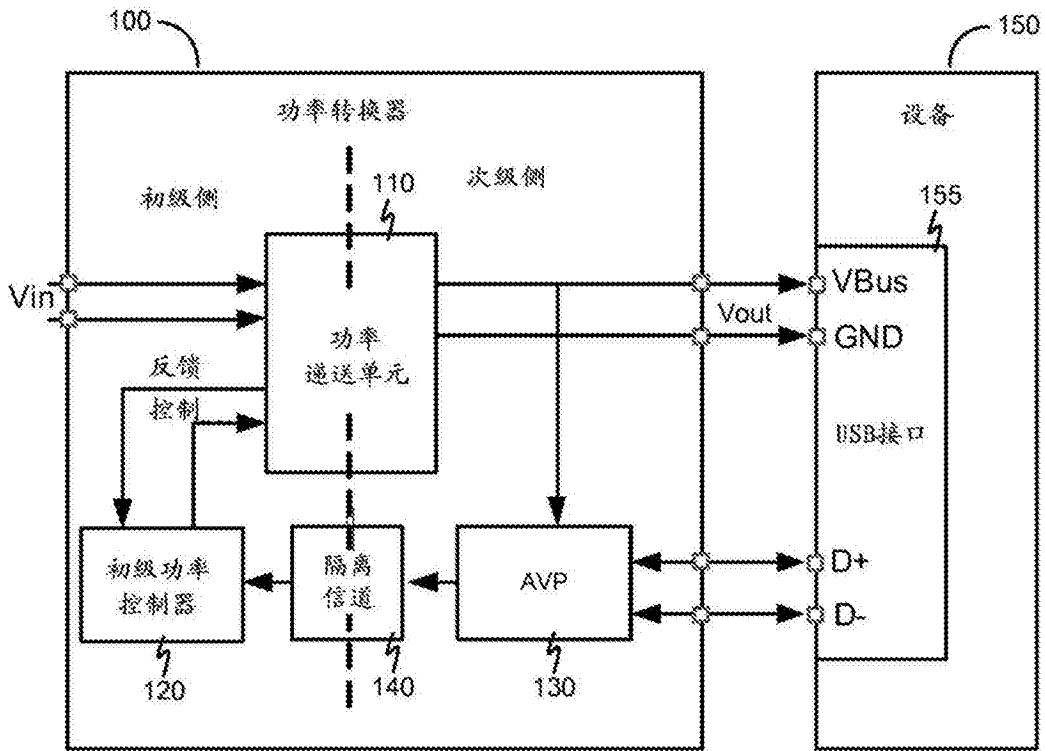 100
150
功率转换器
设备
初级侧
110
次级侧
155
Vin
VBus
Vout
GND
功率
递送单元
反馈
控制
USB接口
初级功率
控制器
隔离
信道
AVP
D+
D-
120
140
130